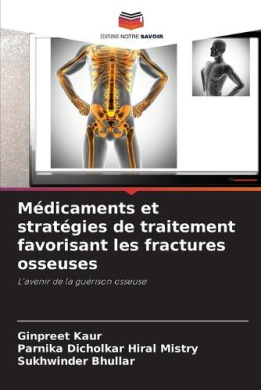 EDITIONS NOTRE SAVOIR
Médicaments et
stratégies de traitement
favorisant les fractures
osseuses
L'avenir de la guérison osseuse
Ginpreet Kaur
Parnika Dicholkar Hiral Mistry
Sukhwinder Bhullar